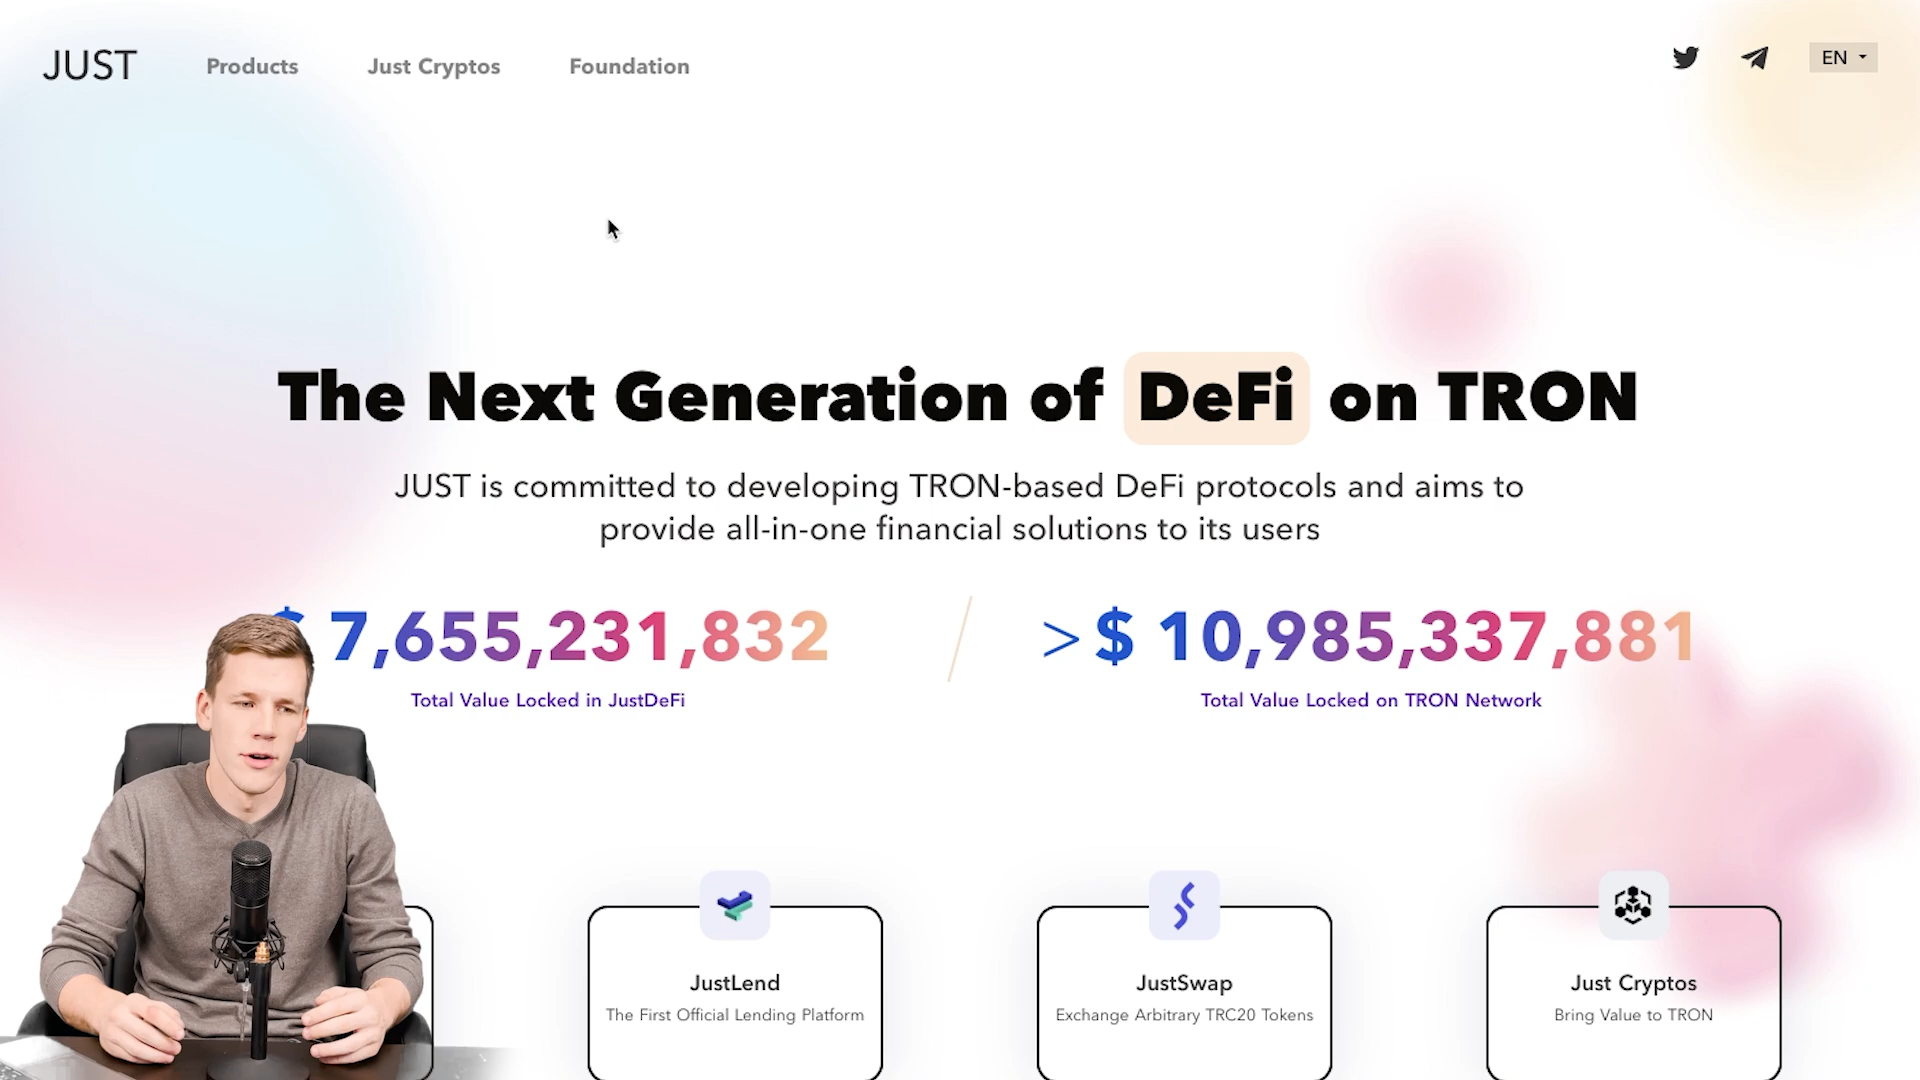 JUST Products Just Cryptos Foundation EN
The Next Generation of DeFi on TRON
JUST is committed to developing TRON-based DeFi protocols and aims to
provide all-in-one financial solutions to its users
$ 7,655,231,832
Total Value Locked in JustDeFi
> $ 10,985,337,881
Total Value Locked on TRON Network
JustLend
The First Official Lending Platform
JustSwap
Exchange Arbitrary TRC20 Tokens
Just Cryptos
Bring Value to TRON